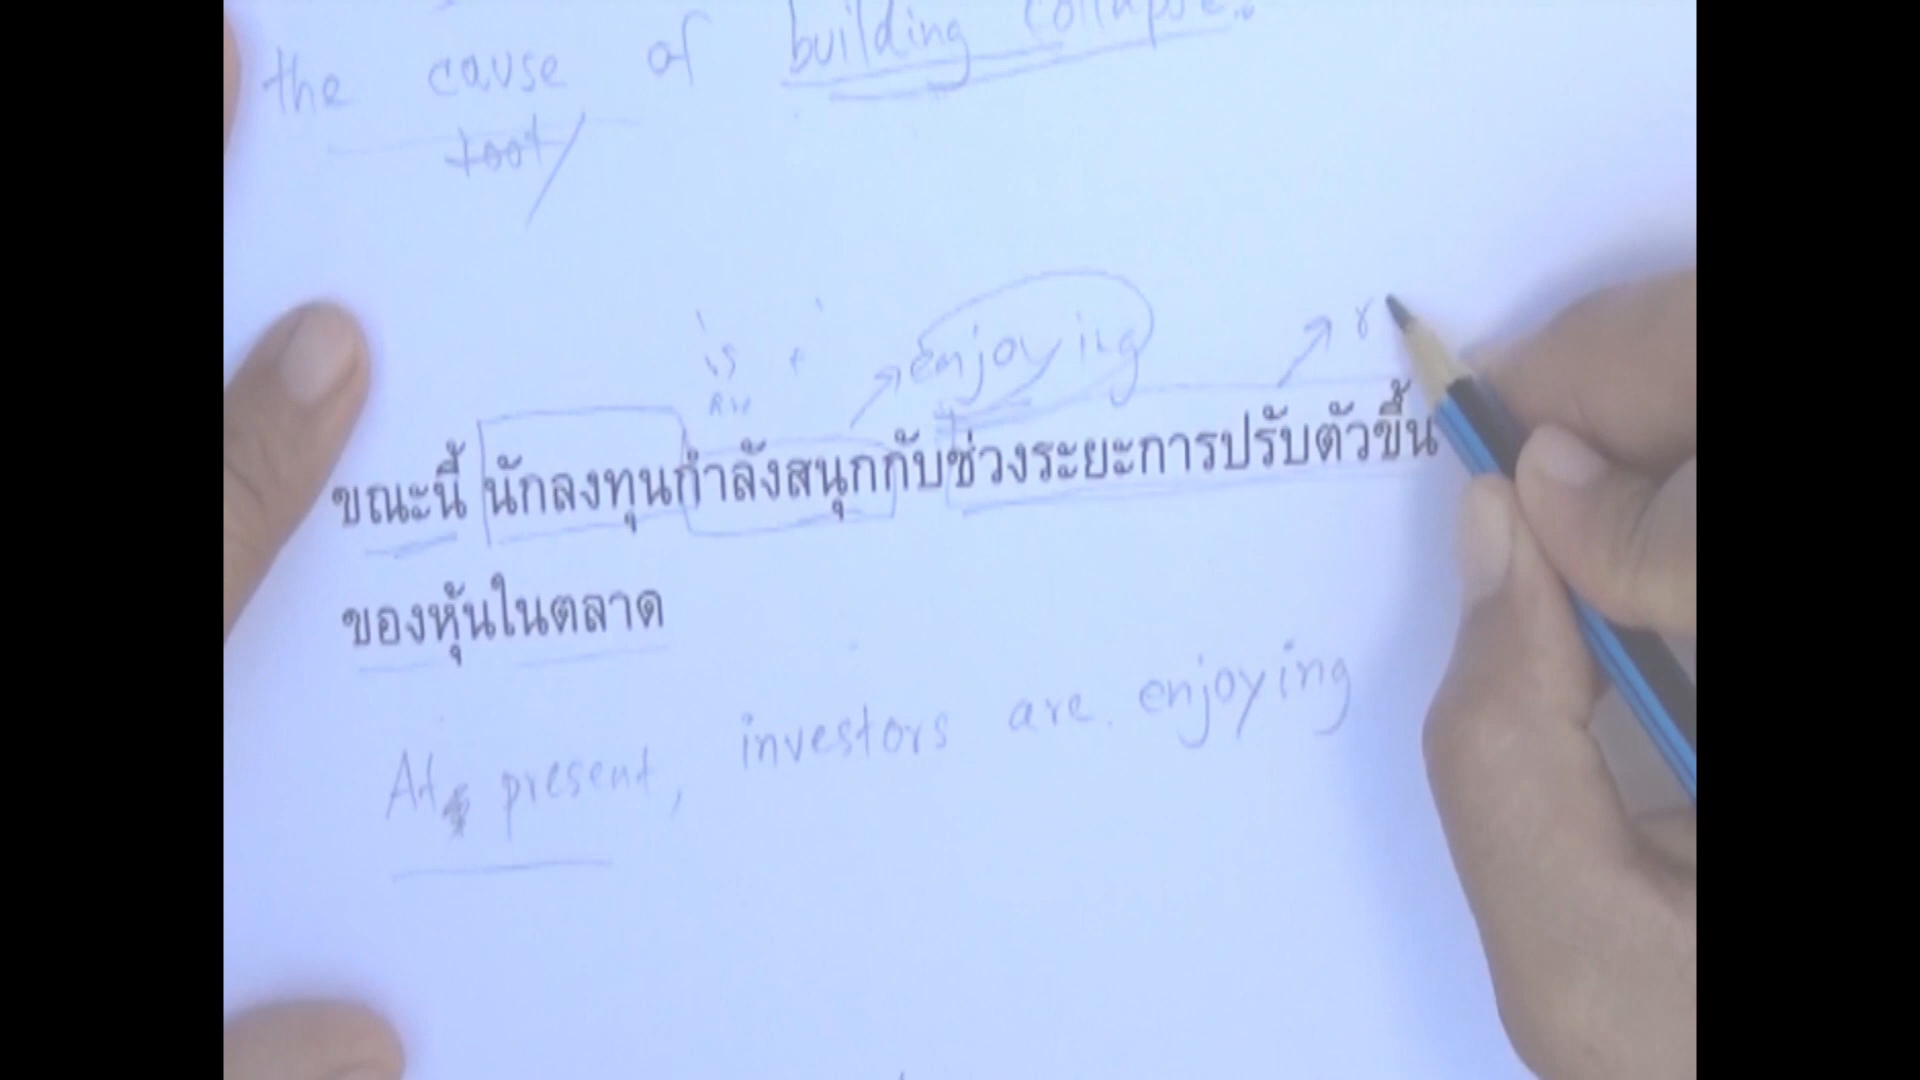 the cause of building collapse.
root
is +
are
enjoying
r
ขณะนี้ นักลงทุนกำลังสนุกกับช่วงระยะการปรับตัวขึ้น
ของหุ้นในตลาด
At present, investors are enjoying